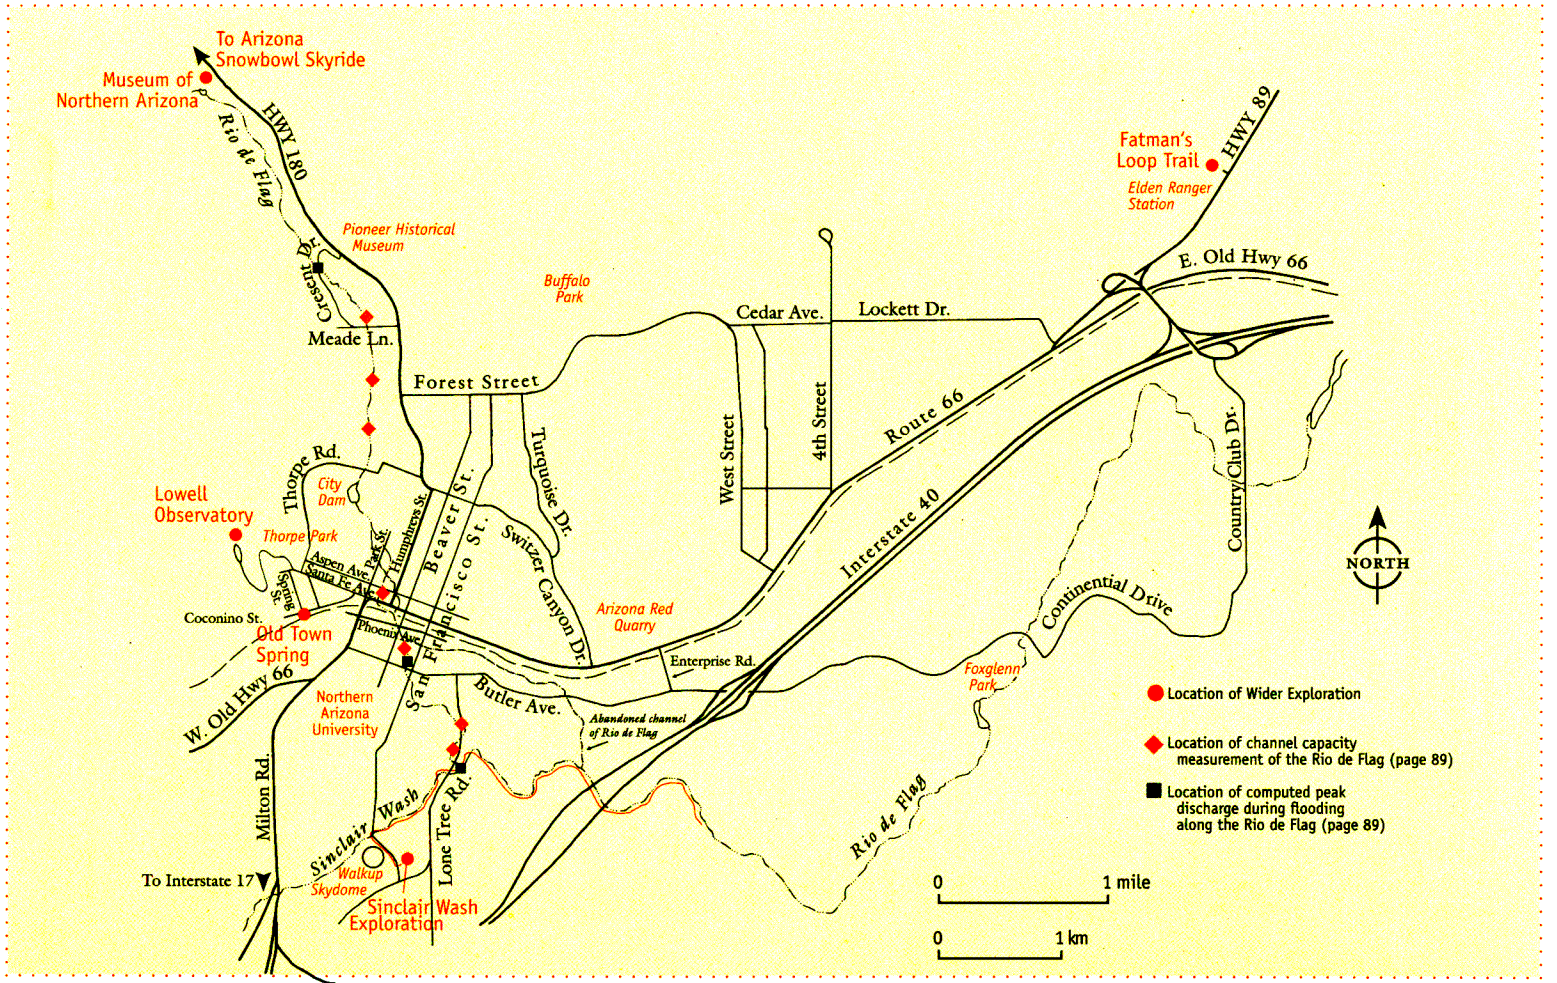 To Arizona
Snowbowl Skyride
Museum of
Northern Arizona
HWY 180
Rio de Flag
HWY 89
Fatman's
Loop Trail
Elden Ranger
Station
Pioneer Historical
Museum
Crescent Dr.
Buffalo
Park
E. Old Hwy 66
Cedar Ave.
Lockett Dr.
Meade Ln.
Forest Street
Route 66
4th Street
West Street
Turquoise Dr.
Thorpe Rd.
City
Dam
Lowell
Observatory
Thorpe Park
Park St.
Humphreys St.
Beaver St.
San Francisco St.
Switzer Canyon Dr.
Interstate 40
Country Club Dr.
NORTH
Aspen Ave.
Santa Fe Ave.
Spring
St.
Coconino St.
Old Town
Spring
Phoenix Ave.
Arizona Red
Quarry
Continential Drive
Enterprise Rd.
W. Old Hwy 66
Northern
Arizona
University
Butler Ave.
Abandoned channel
of Rio de Flag
Foxglenn
Park
Location of Wider Exploration
Location of channel capacity
measurement of the Rio de Flag (page 89)
Location of computed peak
discharge during flooding
along the Rio de Flag (page 89)
Milton Rd.
Sinclair Wash
Lone Tree Rd.
Rio de Flag
To Interstate 17
Walkup
Skydome
Sinclair Wash
Exploration
0 1 mile
0 1 km